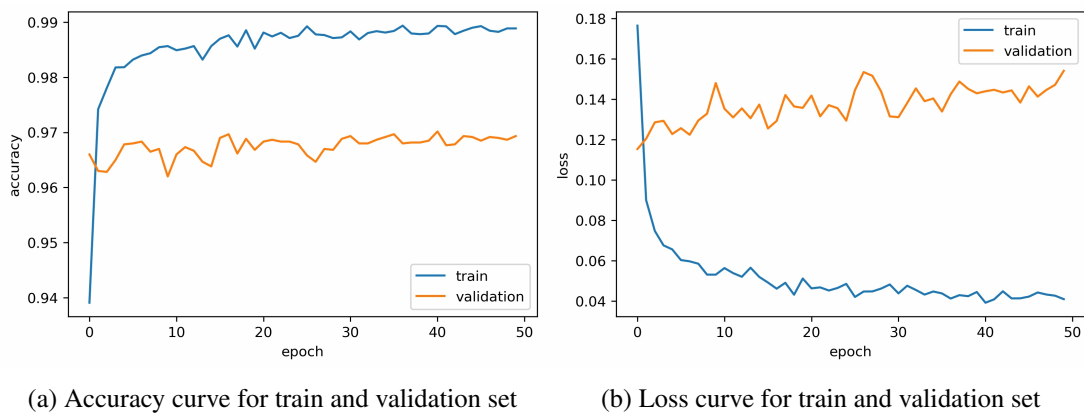 0.99
0.98
0.97
0.96
0.95
0.94
accuracy
0
10
20
30
40
50
epoch
train
validation
(a) Accuracy curve for train and validation set
0.18
0.16
0.14
0.12
0.10
0.08
0.06
0.04
loss
0
10
20
30
40
50
epoch
train
validation
(b) Loss curve for train and validation set